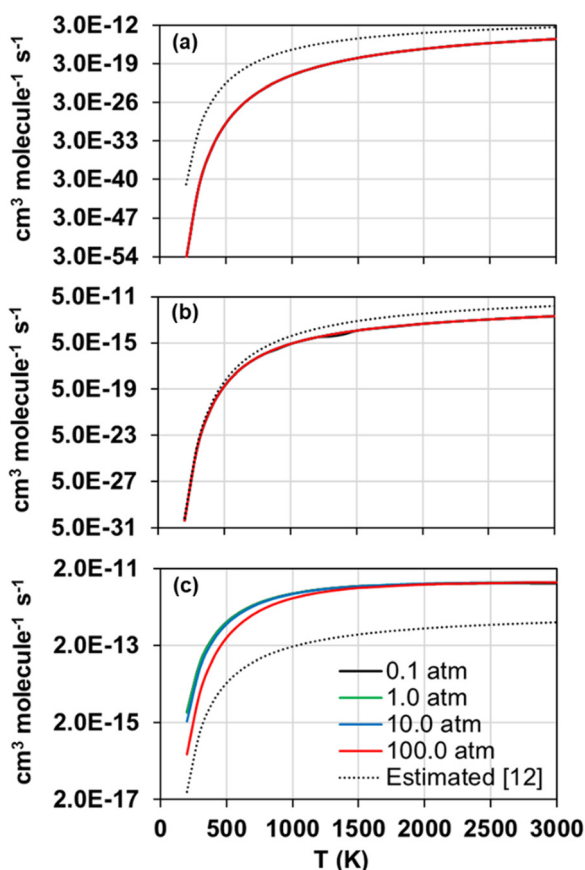 (a)
3.0E-12
3.0E-19
3.0E-26
3.0E-33
3.0E-40
3.0E-47
3.0E-54
cm³ molecule⁻¹ s⁻¹
(b)
5.0E-11
5.0E-15
5.0E-19
5.0E-23
5.0E-27
5.0E-31
cm³ molecule⁻¹ s⁻¹
(c)
2.0E-11
2.0E-13
2.0E-15
2.0E-17
cm³ molecule⁻¹ s⁻¹
0.1 atm
1.0 atm
10.0 atm
100.0 atm
Estimated [12]
0 500 1000 1500 2000 2500 3000
T (K)